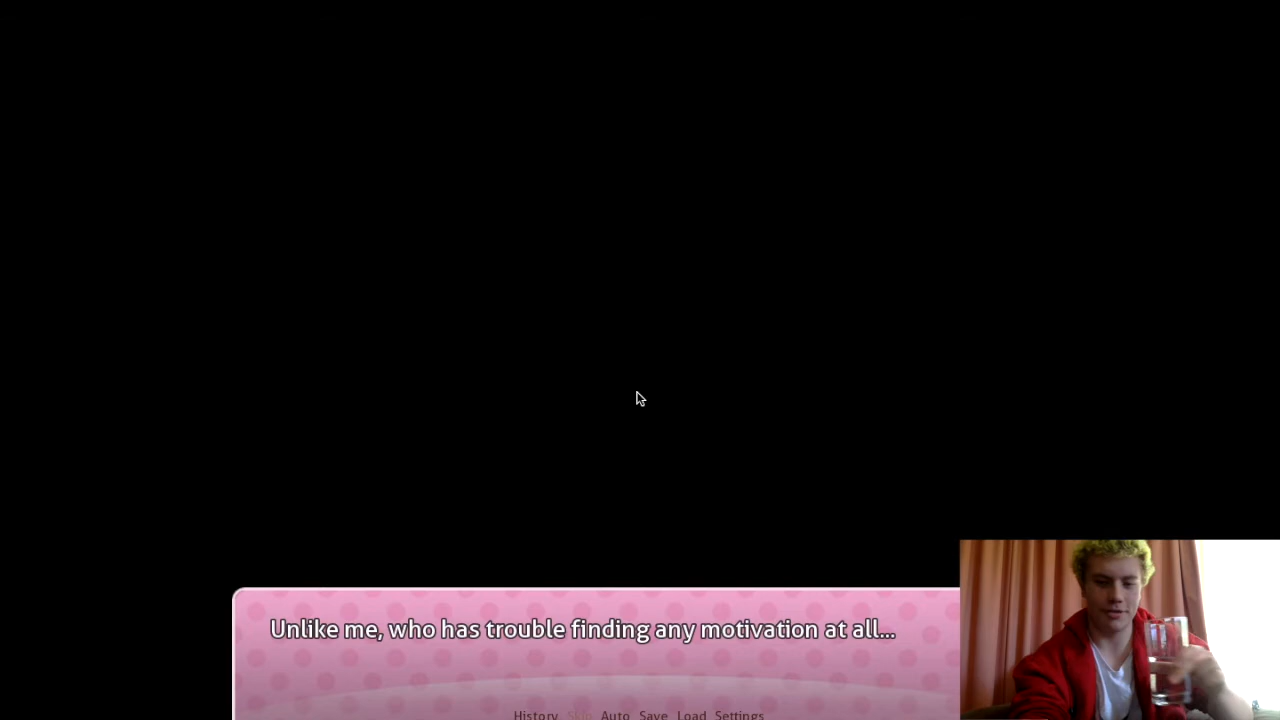 Unlike me, who has trouble finding any motivation at all...
History Skip Auto Save Load Settings